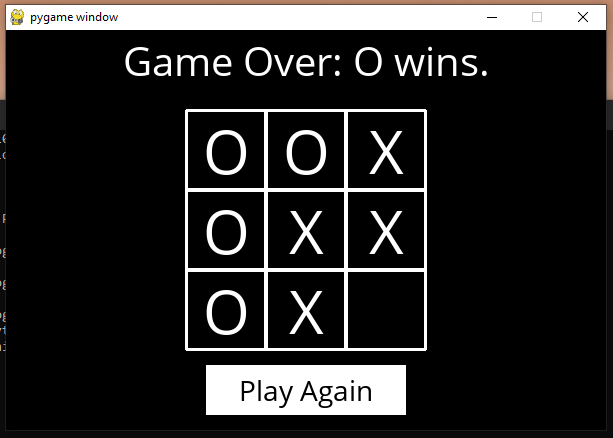 pygame window
Game Over: O wins.
O O X
O X X
O X
Play Again